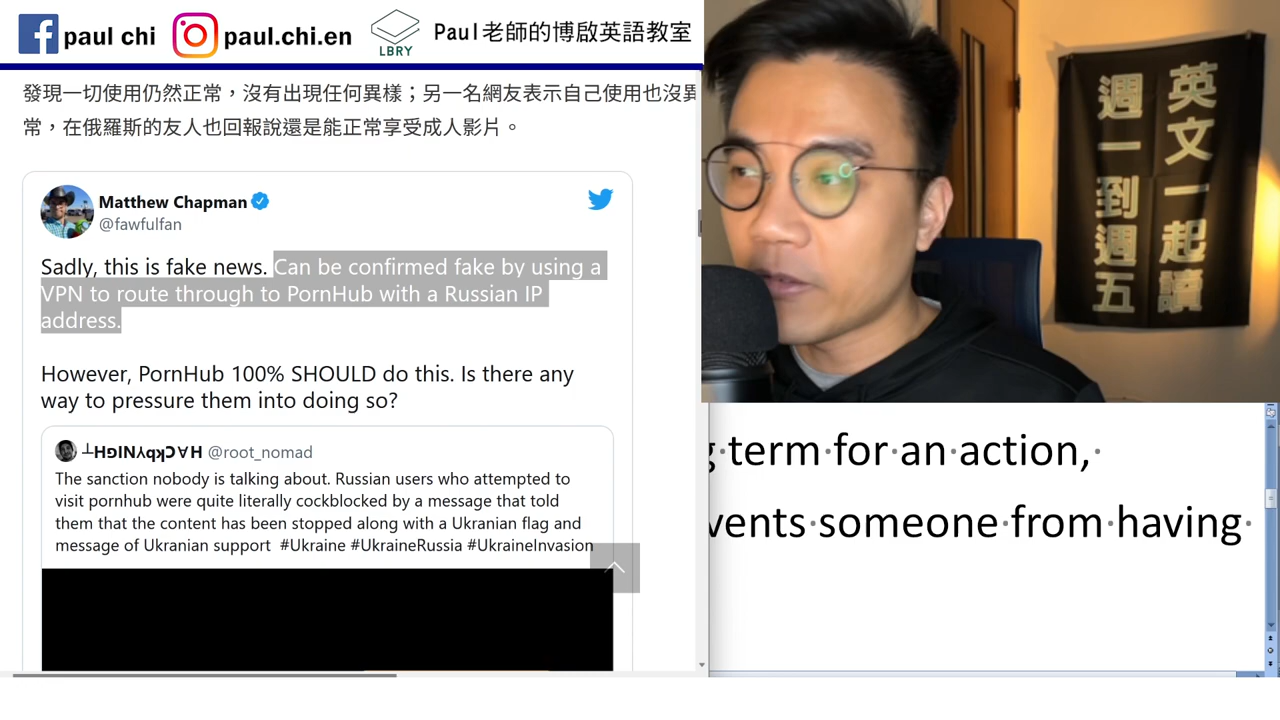 paul chi
paul.chi.en
LBRY
Paul老師的博啟英語教室
發現一切使用仍然正常，沒有出現任何異樣；另一名網友表示自己使用也沒異
常，在俄羅斯的友人也回報說還是能正常享受成人影片。
Matthew Chapman
@fawfulfan
Sadly, this is fake news. Can be confirmed fake by using a
VPN to route through to PornHub with a Russian IP
address.
However, PornHub 100% SHOULD do this. Is there any
way to pressure them into doing so?
@root_nomad
The sanction nobody is talking about. Russian users who attempted to
visit pornhub were quite literally cockblocked by a message that told
them that the content has been stopped along with a Ukranian flag and
message of Ukranian support #Ukraine #UkraineRussia #UkraineInvasion
英文一起讀
週一到週五
g term for an action,
vents someone from having